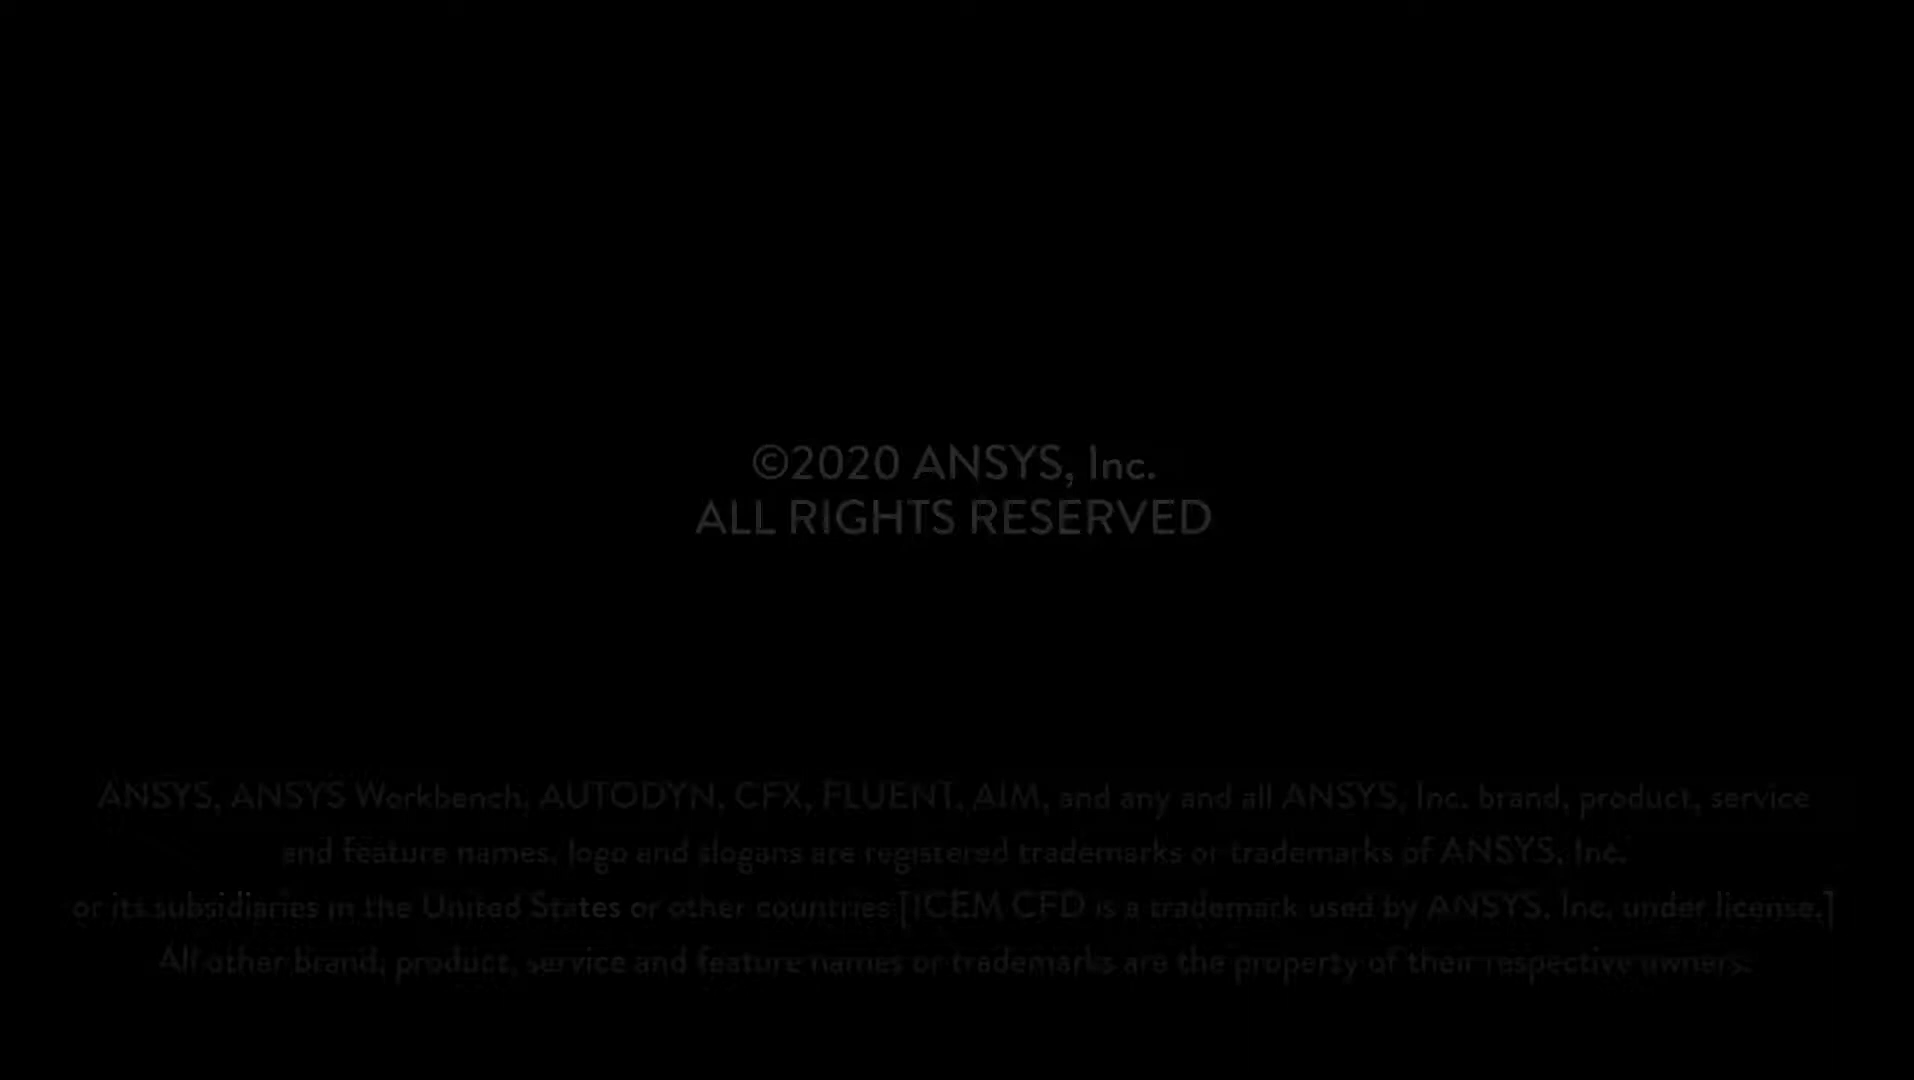 ©2020 ANSYS, Inc.
ALL RIGHTS RESERVED
ANSYS, ANSYS Workbench, AUTODYN, CFX, FLUENT, AIM, and any and all ANSYS, Inc. brand, product, service
and feature names, logo and slogans are registered trademarks or trademarks of ANSYS, Inc.
or its subsidiaries in the United States or other countries [ICEM CFD is a trademark used by ANSYS, Inc. under license.]
All other brand, product, service and feature names or trademarks are the property of their respective owners.